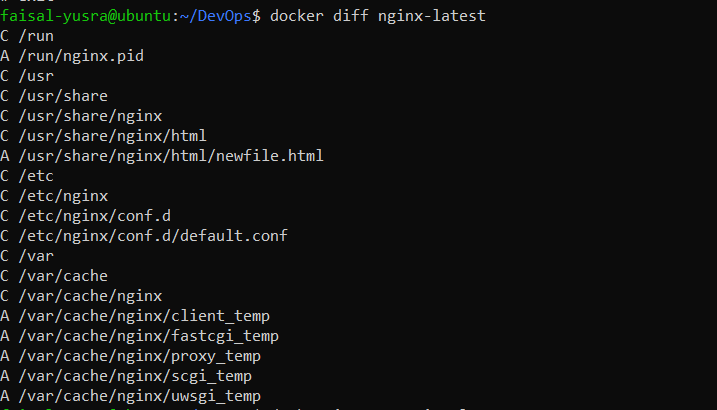 faisal-yusra@ubuntu:~/DevOps$ docker diff nginx-latest
C /run
A /run/nginx.pid
C /usr
C /usr/share
C /usr/share/nginx
C /usr/share/nginx/html
A /usr/share/nginx/html/newfile.html
C /etc
C /etc/nginx
C /etc/nginx/conf.d
C /etc/nginx/conf.d/default.conf
C /var
C /var/cache
C /var/cache/nginx
A /var/cache/nginx/client_temp
A /var/cache/nginx/fastcgi_temp
A /var/cache/nginx/proxy_temp
A /var/cache/nginx/scgi_temp
A /var/cache/nginx/uwsgi_temp